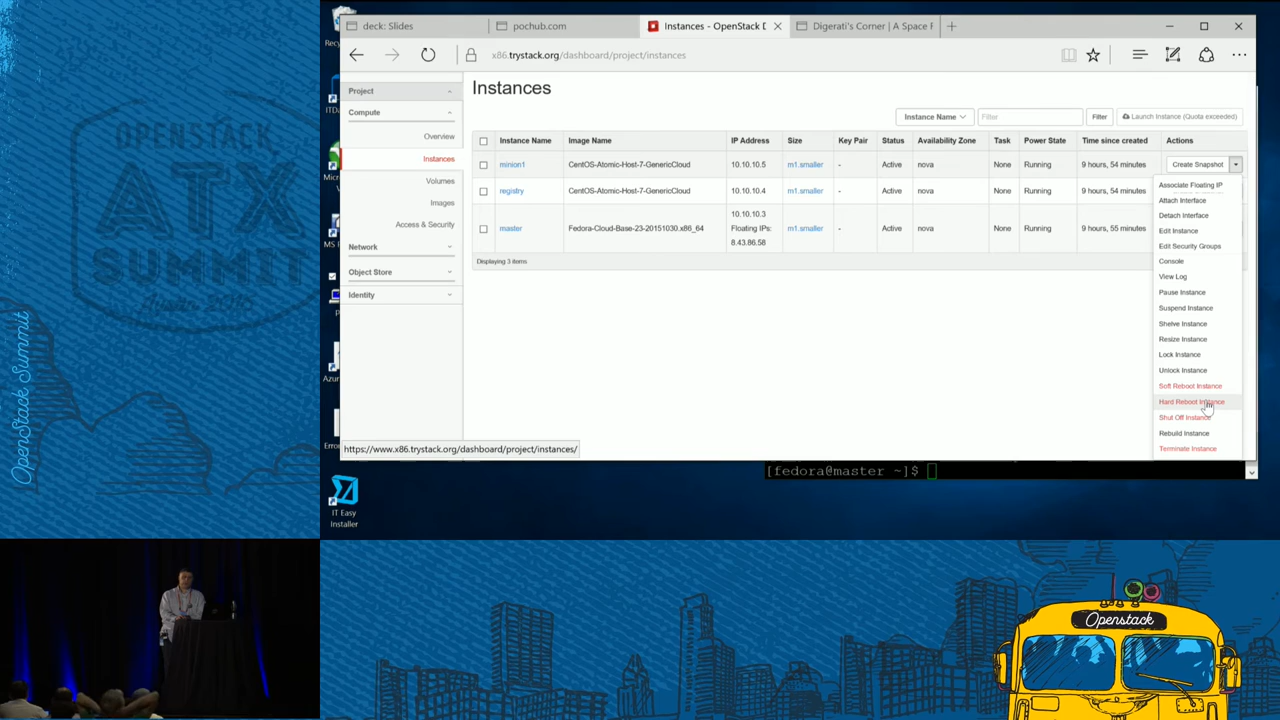 deck: Slides
pochub.com
Instances - OpenStack D
Digerati's Corner | A Space F
x86.trystack.org/dashboard/project/instances
Project
Compute
Overview
Instances
Volumes
Images
Access & Security
Network
Object Store
Identity
Instances
Instance Name
Filter
Filter
Launch Instance (Quota exceeded)
Instance Name Image Name IP Address Size Key Pair Status Availability Zone Task Power State Time since created Actions
minion1 CentOS-Atomic-Host-7-GenericCloud 10.10.10.5 m1.smaller - Active nova None Running 9 hours, 54 minutes Create Snapshot
registry CentOS-Atomic-Host-7-GenericCloud 10.10.10.4 m1.smaller - Active nova None Running 9 hours, 54 minutes
10.10.10.3
master Fedora-Cloud-Base-23-20151030.x86_64 Floating IPs: m1.smaller - Active nova None Running 9 hours, 55 minutes
8.43.86.58
Displaying 3 items
Associate Floating IP
Attach Interface
Detach Interface
Edit Instance
Edit Security Groups
Console
View Log
Pause Instance
Suspend Instance
Shelve Instance
Resize Instance
Lock Instance
Unlock Instance
Soft Reboot Instance
Hard Reboot Instance
Shut Off Instance
Rebuild Instance
Terminate Instance
https://www.x86.trystack.org/dashboard/project/instances/
[fedora@master ~]$
Recy
ITDa
Micr
MS P
Azur
Erro
IT Easy
Installer
OPENSTACK
ATX
SUMMIT
OpenStack Summit
Openstack